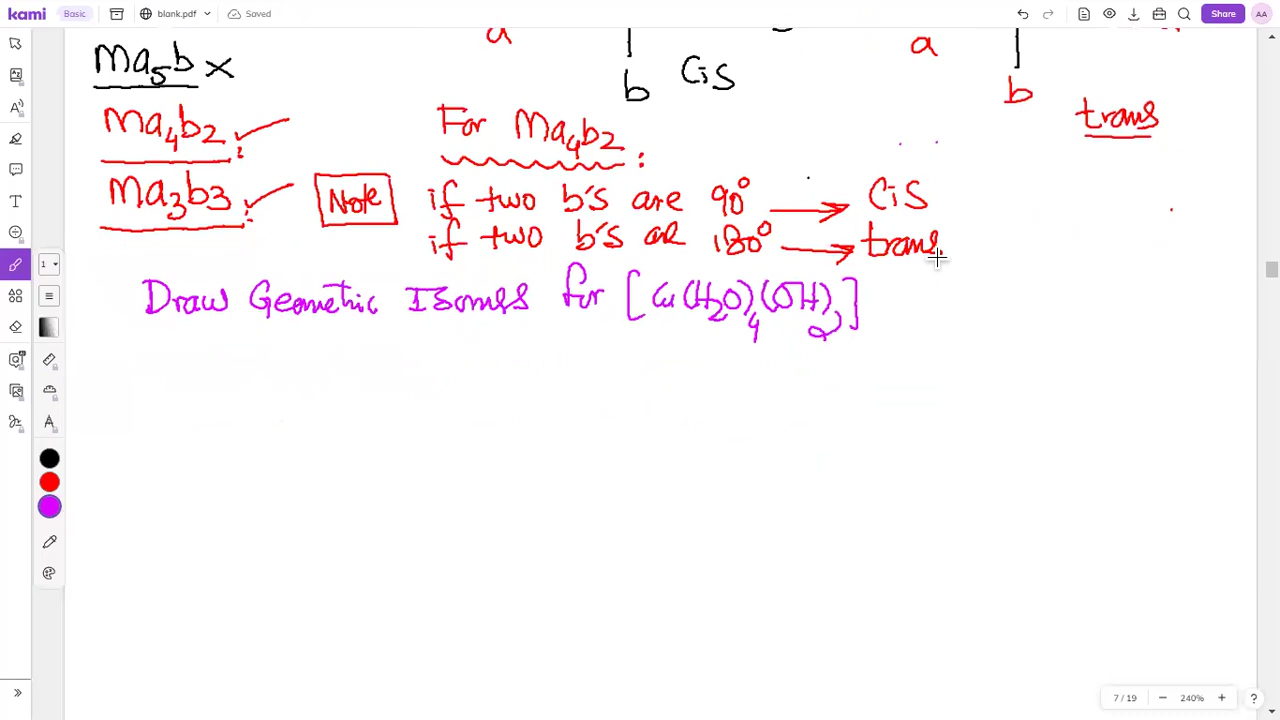 kami Basic blank.pdf Saved Share AA
a
a
Ma5b ×
b Cis
b
trans
Ma4b2 :
For Ma4b2 :
Ma3b3 :
Note
if two b's are 90° → Cis
if two b's are 180° → trans.
Draw Geometric Isomers for [Cu(H2O)4(OH)2]
7 / 19 240%